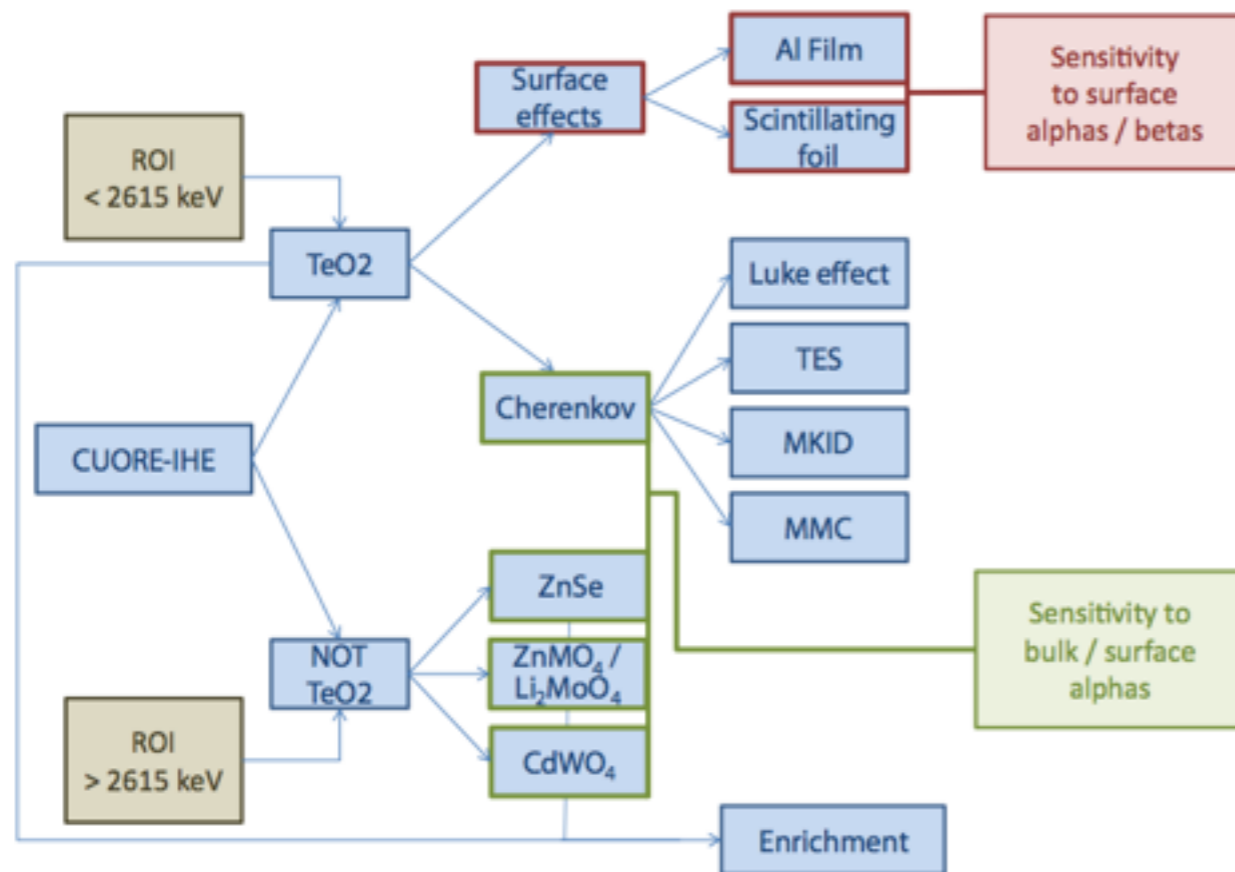 Surface
effects
Al Film
Scintillating
foil
Sensitivity
to surface
alphas / betas
ROI
< 2615 keV
TeO2
Luke effect
TES
Cherenkov
MKID
CUORE-IHE
MMC
ZnSe
NOT
TeO2
ZnMO₄ /
Li₂MoO₄
Sensitivity to
bulk / surface
alphas
ROI
> 2615 keV
CdWO₄
Enrichment